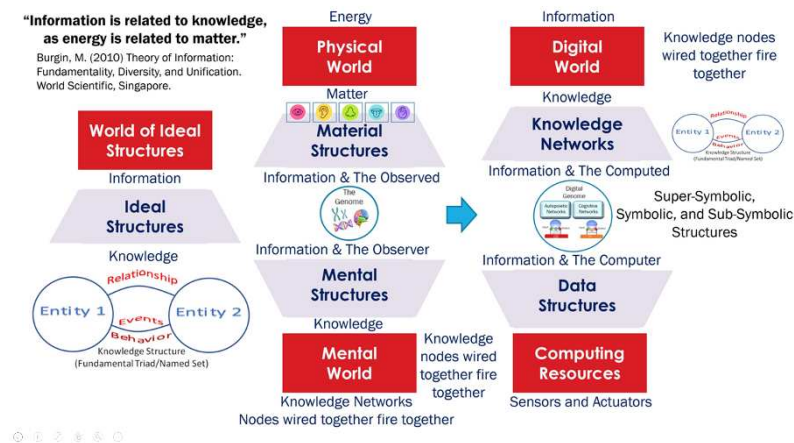 “Information is related to knowledge,
as energy is related to matter.”
Burgin, M. (2010) Theory of Information:
Fundamentality, Diversity, and Unification.
World Scientific, Singapore.
World of Ideal
Structures
Information
Ideal
Structures
Knowledge
Relationship
Entity 1
Entity 2
Events
Behavior
Knowledge Structure
(Fundamental Triad/Named Set)
Energy
Physical
World
Matter
Material
Structures
Information & The Observed
The
Genome
Information & The Observer
Mental
Structures
Knowledge
Mental
World
Knowledge Networks
Nodes wired together fire together
Knowledge
nodes wired
together fire
together
Information
Digital
World
Knowledge
Knowledge
Networks
Information & The Computed
Digital
Genome
Autopoietic
Networks
Cognitive
Networks
Information & The Computer
Data
Structures
Computing
Resources
Sensors and Actuators
Knowledge nodes
wired together fire
together
Relationship
Entity 1
Entity 2
Events
Behavior
Knowledge Structure
(Fundamental Triad/Named Set)
Super-Symbolic,
Symbolic, and Sub-Symbolic
Structures